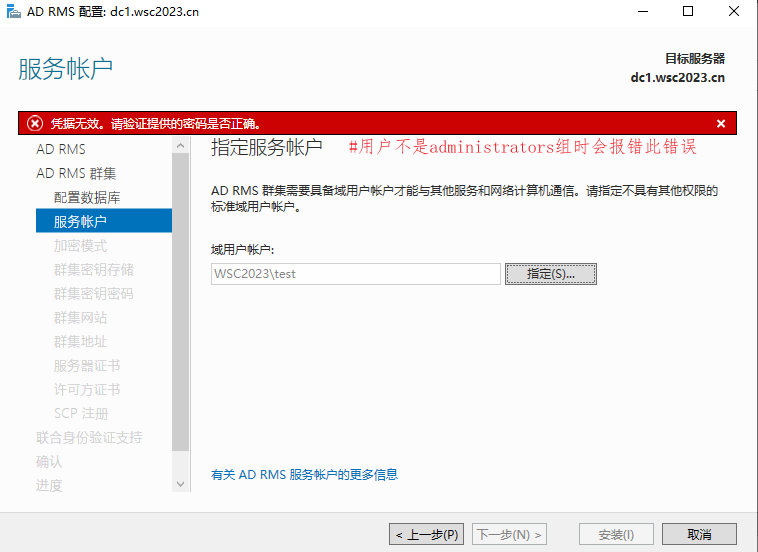 AD RMS 配置: dc1.wsc2023.cn
服务帐户
目标服务器
dc1.wsc2023.cn
凭据无效。请验证提供的密码是否正确。
AD RMS
AD RMS 群集
配置数据库
服务帐户
加密模式
群集密钥存储
群集密钥密码
群集网站
群集地址
服务器证书
许可方证书
SCP 注册
联合身份验证支持
确认
进度
指定服务帐户
#用户不是administrators组时会报错此错误
AD RMS 群集需要具备域用户帐户才能与其他服务和网络计算机通信。请指定不具有其他权限的
标准域用户帐户。
域用户帐户:
WSC2023\test
指定(S)...
有关 AD RMS 服务帐户的更多信息
< 上一步(P)
下一步(N) >
安装(I)
取消